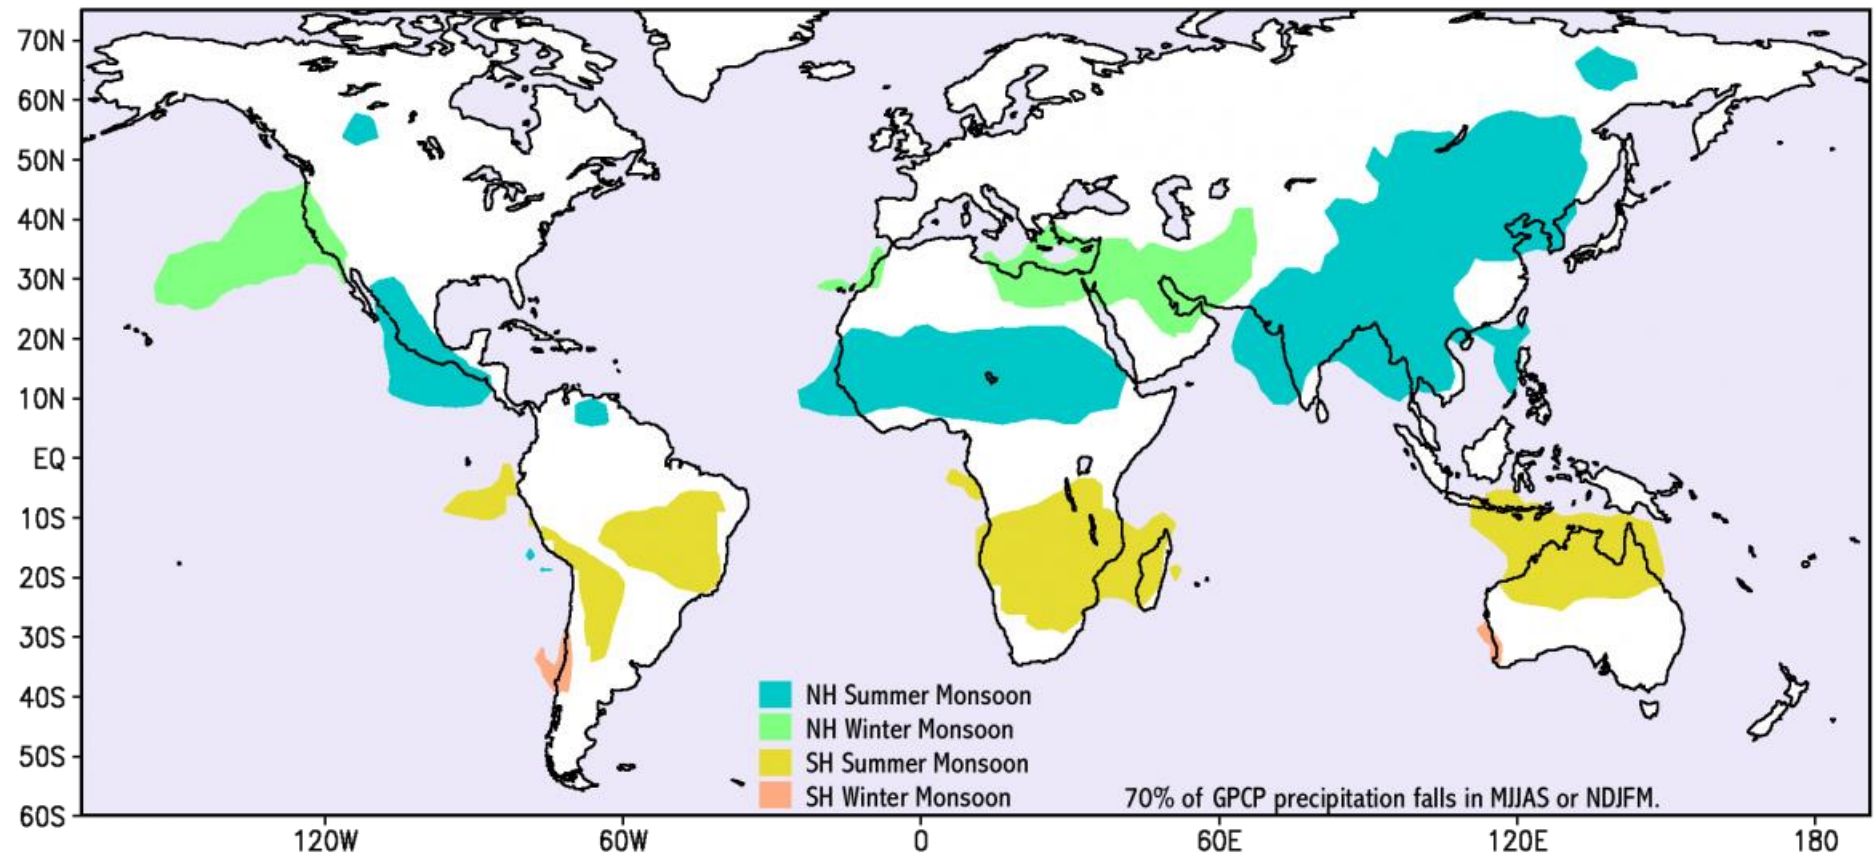 70N
60N
50N
40N
30N
20N
10N
EQ
10S
20S
30S
40S
50S
60S
NH Summer Monsoon
NH Winter Monsoon
SH Summer Monsoon
SH Winter Monsoon
70% of GPCP precipitation falls in MJJAS or NDJFM.
120W 60W 0 60E 120E 180